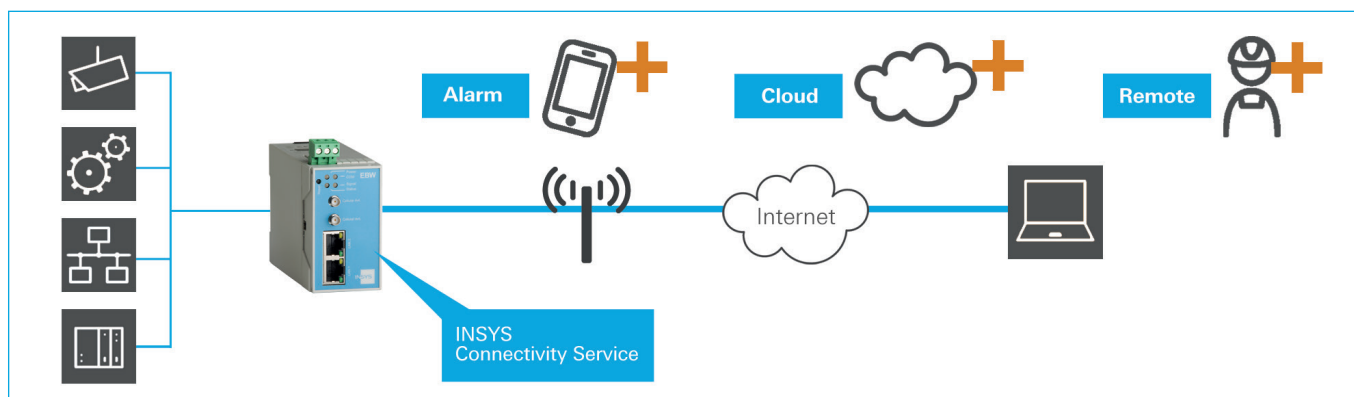 Alarm
Cloud
Remote
EBW
Internet
INSYS
Connectivity Service